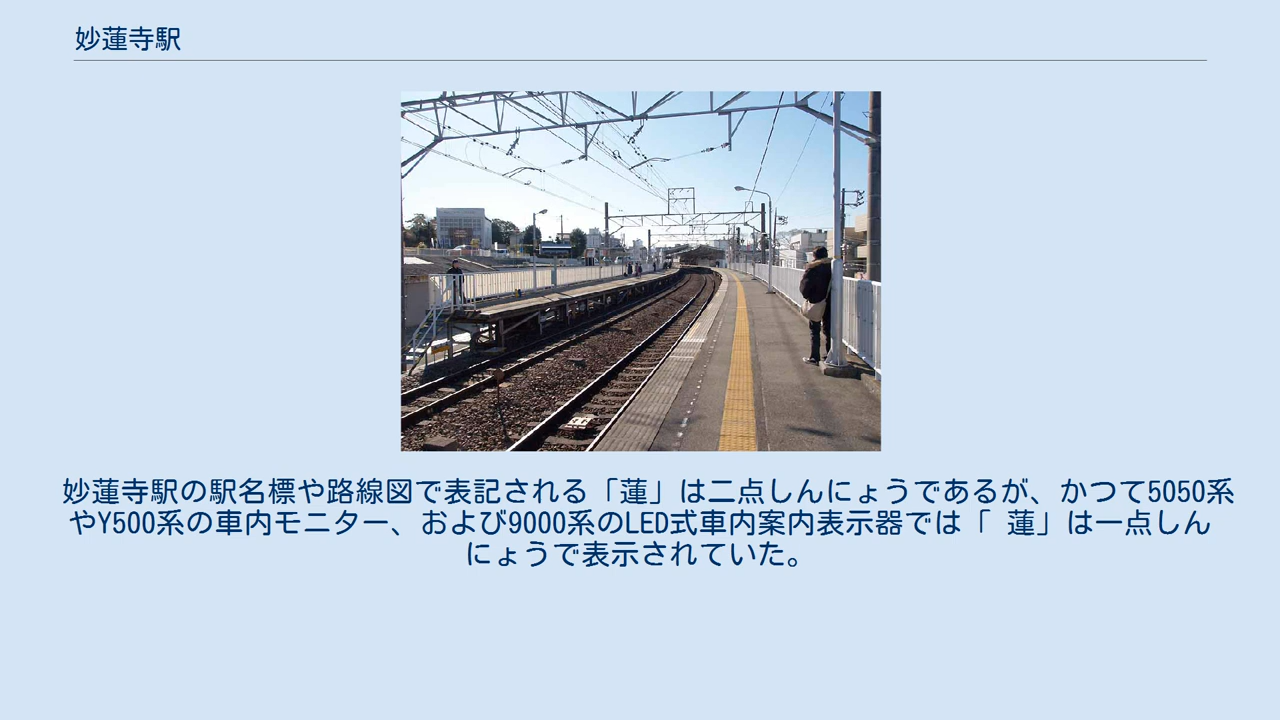 妙蓮寺駅
妙蓮寺駅の駅名標や路線図で表記される「蓮」は二点しんにょうであるが、かつて5050系
やY500系の車内モニター、および9000系のLED式車内案内表示器では「 蓮」は一点しん
にょうで表示されていた。